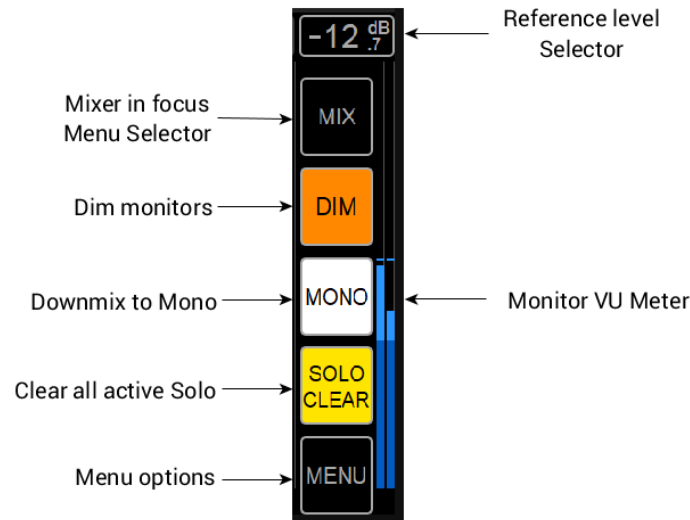 Reference level
Selector
-12 dB
.7
Mixer in focus
Menu Selector
MIX
Dim monitors
DIM
Downmix to Mono
MONO
Monitor VU Meter
Clear all active Solo
SOLO
CLEAR
Menu options
MENU